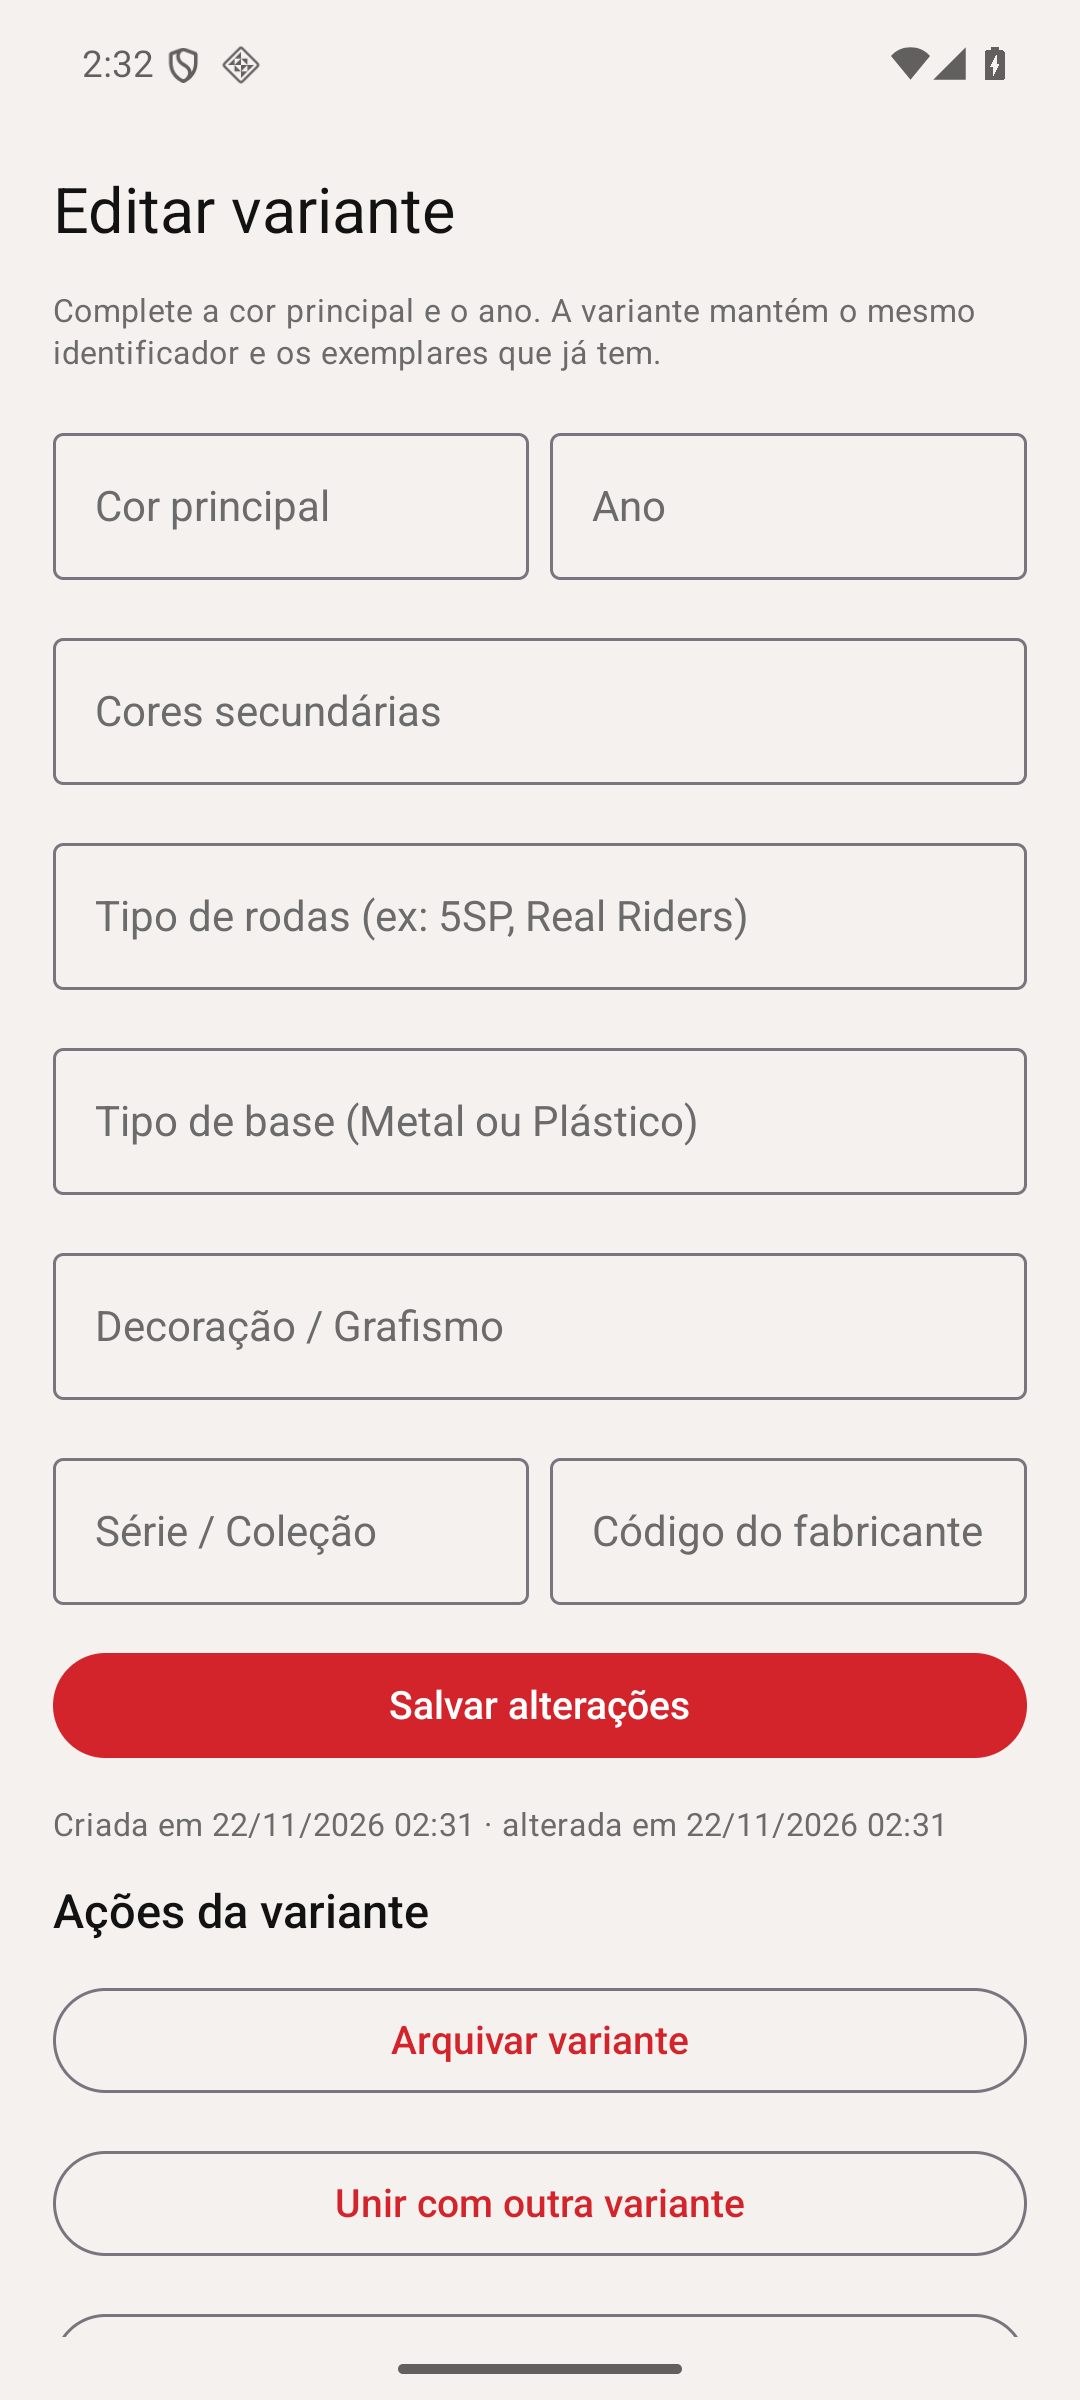 2:32
Editar variante
Complete a cor principal e o ano. A variante mantém o mesmo
identificador e os exemplares que já tem.
Cor principal
Ano
Cores secundárias
Tipo de rodas (ex: 5SP, Real Riders)
Tipo de base (Metal ou Plástico)
Decoração / Grafismo
Série / Coleção
Código do fabricante
Salvar alterações
Criada em 22/11/2026 02:31 · alterada em 22/11/2026 02:31
Ações da variante
Arquivar variante
Unir com outra variante